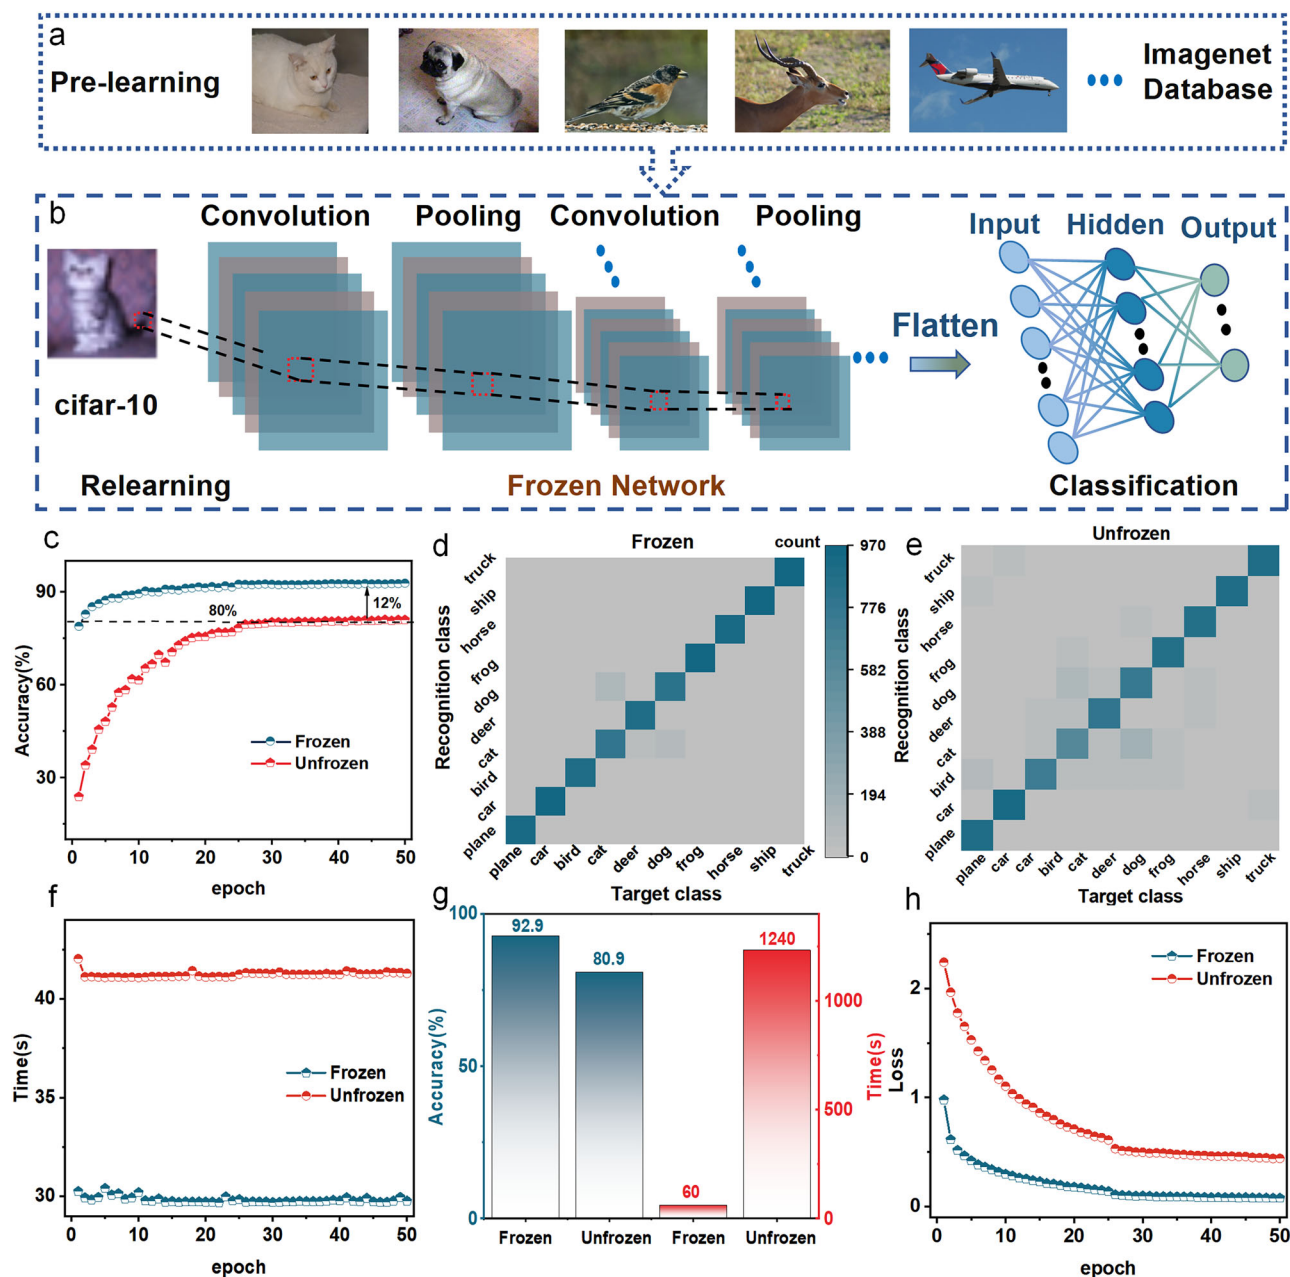 a
Pre-learning
Imagenet
Database
b
Convolution
Pooling
Convolution
Pooling
Input
Hidden
Output
Flatten
cifar-10
Relearning
Frozen Network
Classification
c
90
60
30
Accuracy(%)
80%
12%
Frozen
Unfrozen
0
10
20
30
40
50
epoch
d
Frozen
count
truck
ship
horse
frog
dog
deer
cat
bird
car
plane
Recognition class
plane
car
bird
cat
deer
dog
frog
horse
ship
truck
Target class
970
776
582
388
194
0
e
Unfrozen
truck
ship
horse
frog
dog
deer
cat
bird
car
plane
Recognition class
plane
car
car
bird
cat
deer
dog
frog
horse
ship
truck
Target class
f
40
35
30
Time(s)
Frozen
Unfrozen
0
10
20
30
40
50
epoch
g
100
50
0
Accuracy(%)
92.9
80.9
60
1240
Frozen
Unfrozen
Frozen
Unfrozen
1000
500
0
Time(s)
h
2
1
0
Loss
Frozen
Unfrozen
0
10
20
30
40
50
epoch